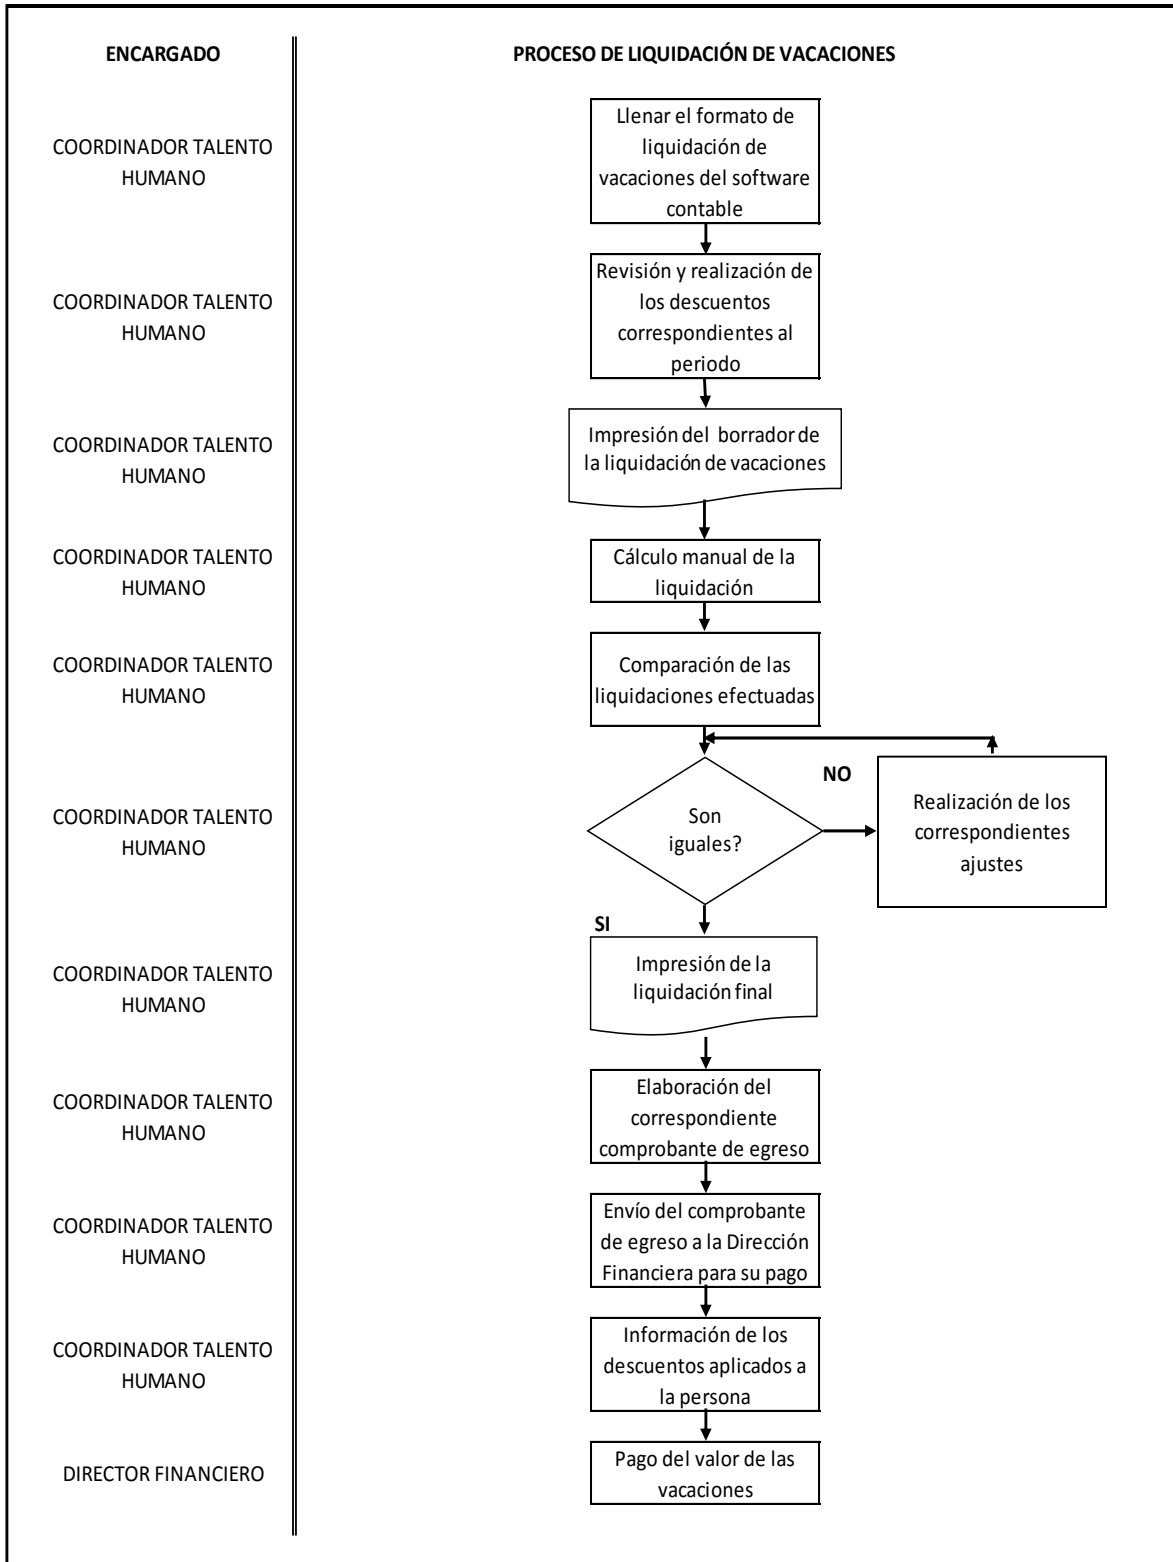 ENCARGADO
PROCESO DE LIQUIDACIÓN DE VACACIONES
COORDINADOR TALENTO
HUMANO
Llenar el formato de
liquidación de
vacaciones del software
contable
COORDINADOR TALENTO
HUMANO
Revisión y realización de
los descuentos
correspondientes al
periodo
COORDINADOR TALENTO
HUMANO
Impresión del borrador de
la liquidación de vacaciones
COORDINADOR TALENTO
HUMANO
Cálculo manual de la
liquidación
COORDINADOR TALENTO
HUMANO
Comparación de las
liquidaciones efectuadas
COORDINADOR TALENTO
HUMANO
Son
iguales?
NO
Realización de los
correspondientes
ajustes
SI
COORDINADOR TALENTO
HUMANO
Impresión de la
liquidación final
COORDINADOR TALENTO
HUMANO
Elaboración del
correspondiente
comprobante de egreso
COORDINADOR TALENTO
HUMANO
Envío del comprobante
de egreso a la Dirección
Financiera para su pago
COORDINADOR TALENTO
HUMANO
Información de los
descuentos aplicados a
la persona
DIRECTOR FINANCIERO
Pago del valor de las
vacaciones